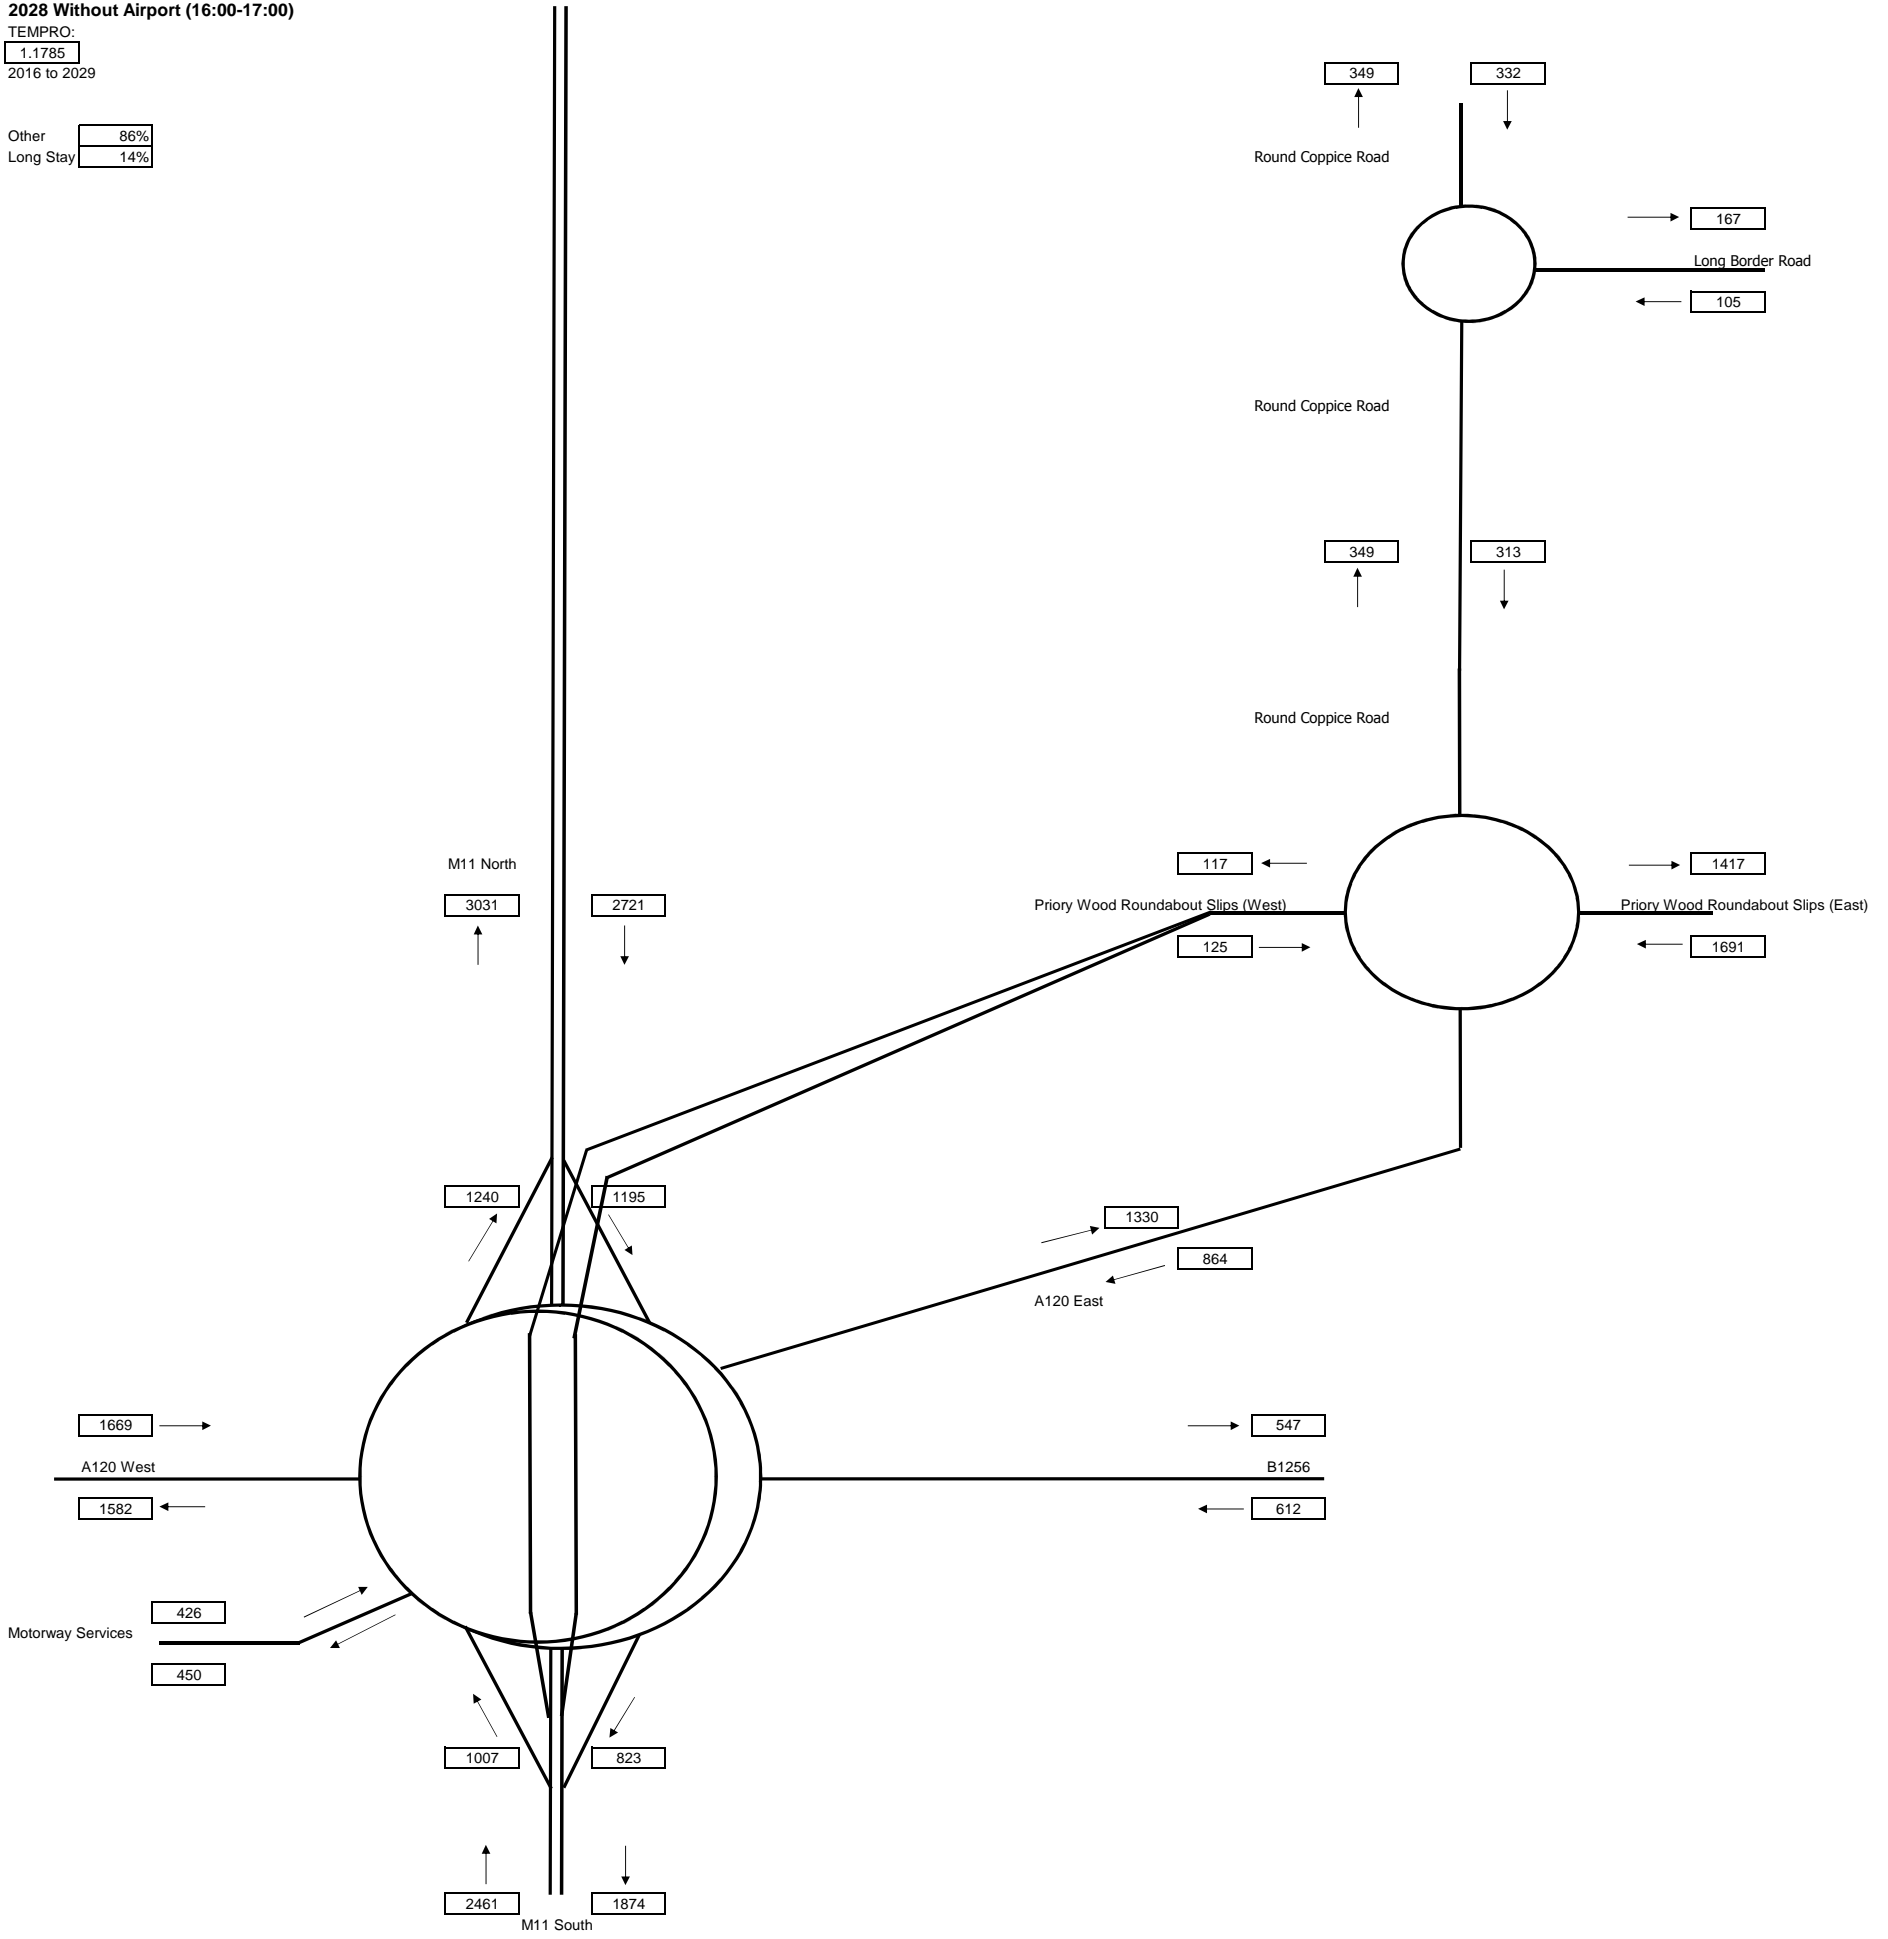 2028 Without Airport (16:00-17:00)
TEMPRO:
1.1785
2016 to 2029
349 332
Other 86%
Long Stay 14%
Round Coppice Road
167
Long Border Road
105
Round Coppice Road
349 313
Round Coppice Road
M11 North
117 1417
3031 2721
Priory Wood Roundabout Slips (West) Priory Wood Roundabout Slips (East)
125 1691
1240 1195
1330
864
A120 East
1669 547
A120 West B1256
1582 612
426
Motorway Services
450
1007 823
2461 1874
M11 South